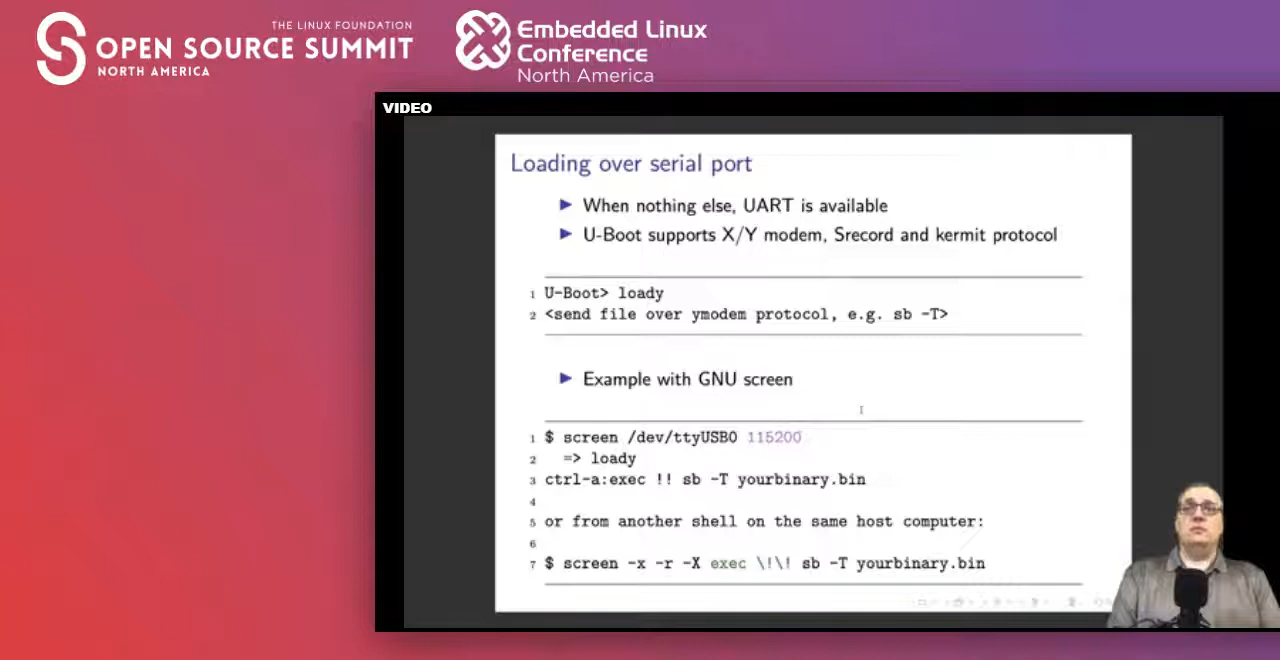 THE LINUX FOUNDATION
OPEN SOURCE SUMMIT
NORTH AMERICA
Embedded Linux
Conference
North America
VIDEO
Loading over serial port
When nothing else, UART is available
U-Boot supports X/Y modem, Srecord and kermit protocol
1 U-Boot> loady
2 <send file over ymodem protocol, e.g. sb -T>
Example with GNU screen
1 $ screen /dev/ttyUSB0 115200
2 => loady
3 ctrl-a:exec !! sb -T yourbinary.bin
4
5 or from another shell on the same host computer:
6
7 $ screen -x -r -X exec \!\! sb -T yourbinary.bin